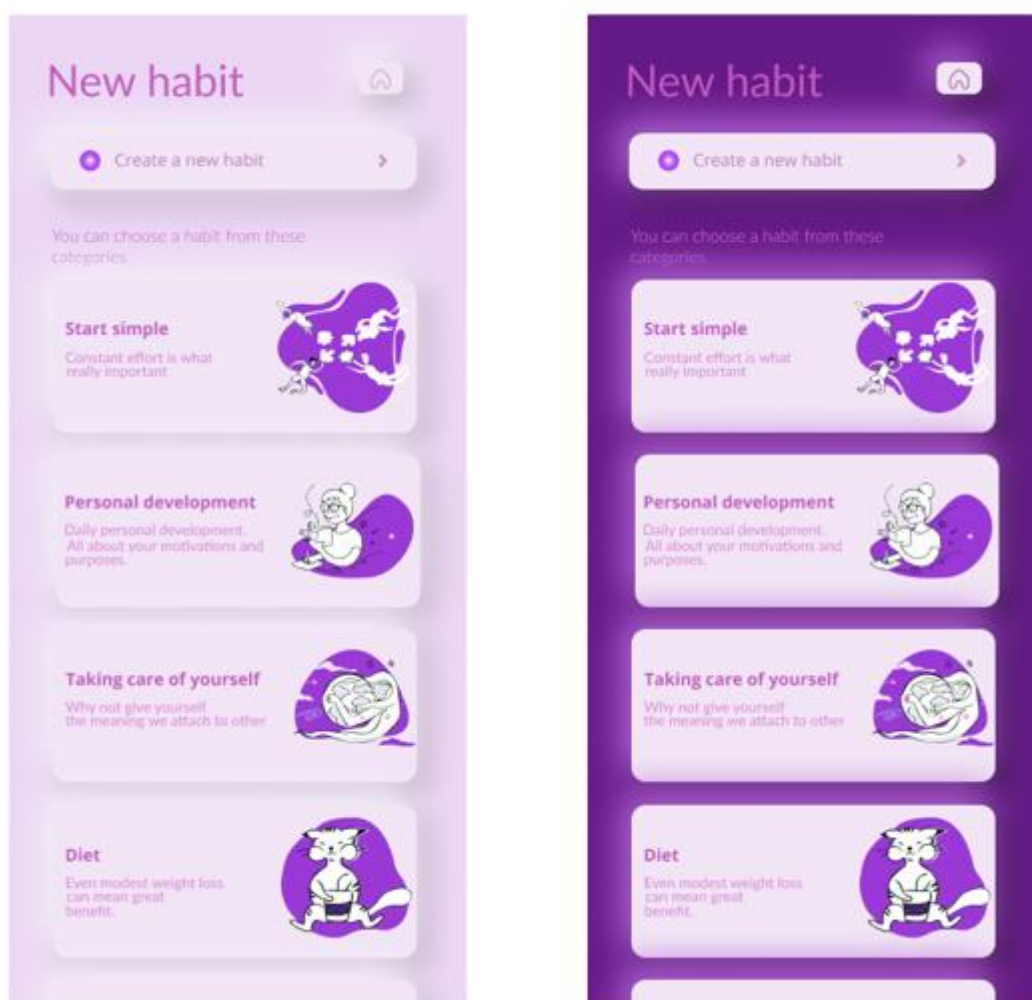 New habit
Create a new habit
You can choose a habit from these
categories
Start simple
Constant effort is what
really important
Personal development
Daily personal development.
All about your motivations and
purposes.
Taking care of yourself
Why not give yourself
the meaning we attach to other
Diet
Even modest weight loss
can mean great
benefit.
New habit
Create a new habit
You can choose a habit from these
categories
Start simple
Constant effort is what
really important
Personal development
Daily personal development.
All about your motivations and
purposes.
Taking care of yourself
Why not give yourself
the meaning we attach to other
Diet
Even modest weight loss
can mean great
benefit.